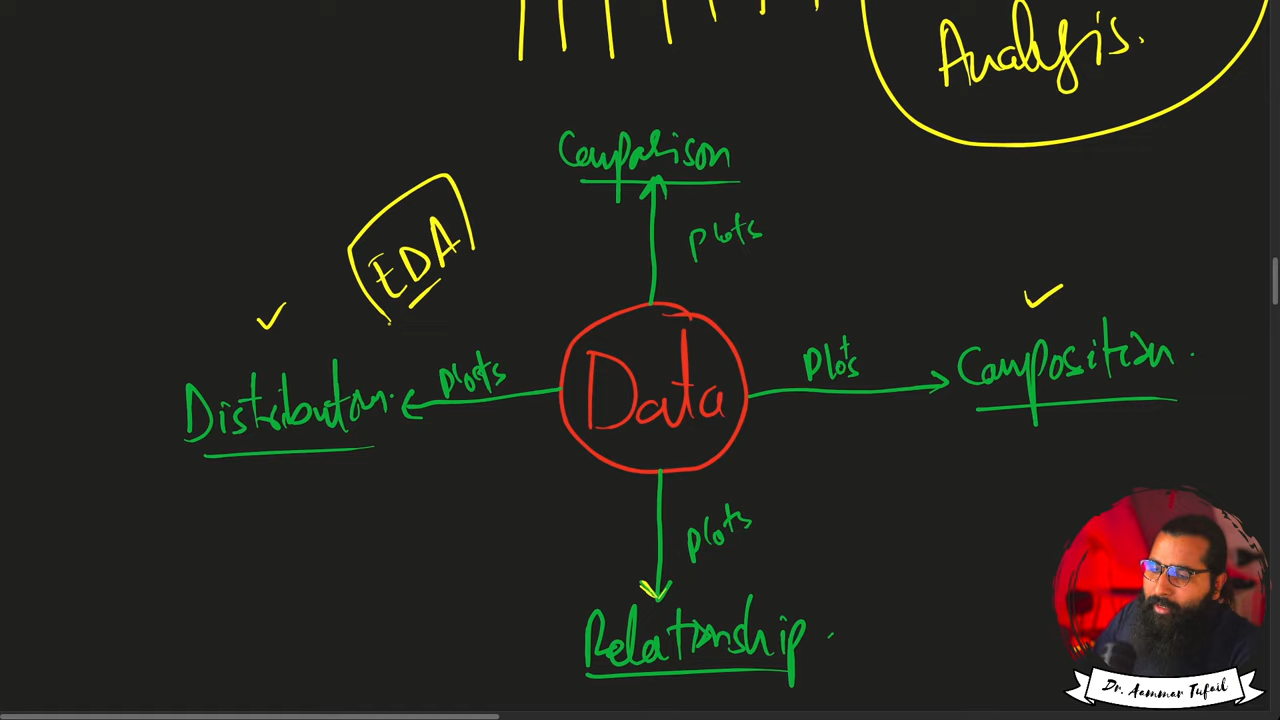 Analysis.
Comparison
plots
EDA
plots
Composition.
plots
Distribution.
Data
plots
Relationship.
Dr. Aammar Tufail